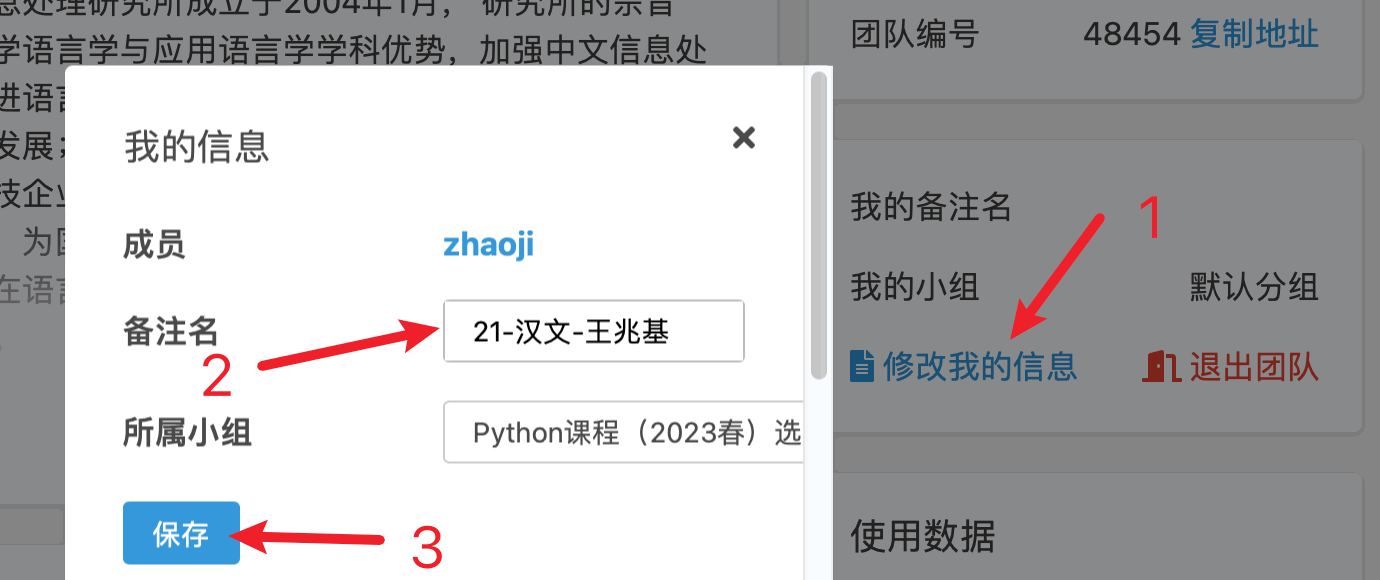 息处理研究所成立于2004年1月，研究所的宗旨
学语言学与应用语言学学科优势，加强中文信息处
进语言
发展；
技企业
为国
在语言
团队编号 48454 复制地址
我的信息
成员 zhaoji
备注名 21-汉文-王兆基
2
所属小组 Python课程（2023春）选
保存
3
我的备注名
1
我的小组 默认分组
修改我的信息 退出团队
使用数据